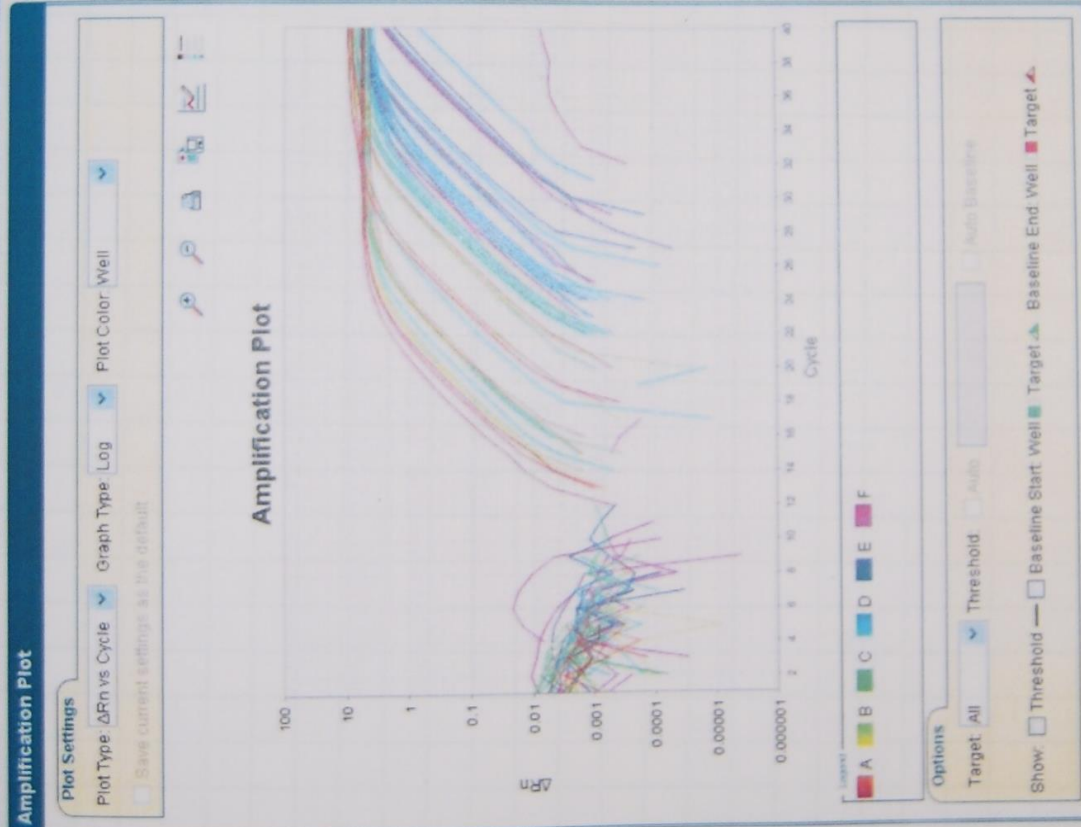 Amplification Plot
Plot Settings
Plot Type: ΔRn vs Cycle Graph Type: Log Plot Color: Well
Save current settings as the default
Amplification Plot
100
10
1
0.1
0.01
0.001
0.0001
0.00001
0.000001
ΔRn
2 4 6 8 10 12 14 16 18 20 22 24 26 28 30 32 34 36 38 40
Cycle
Legend
A B C D E F
Options
Target: All Threshold: Auto Auto Baseline
Show: Threshold Baseline Start: Well Target Baseline End: Well Target